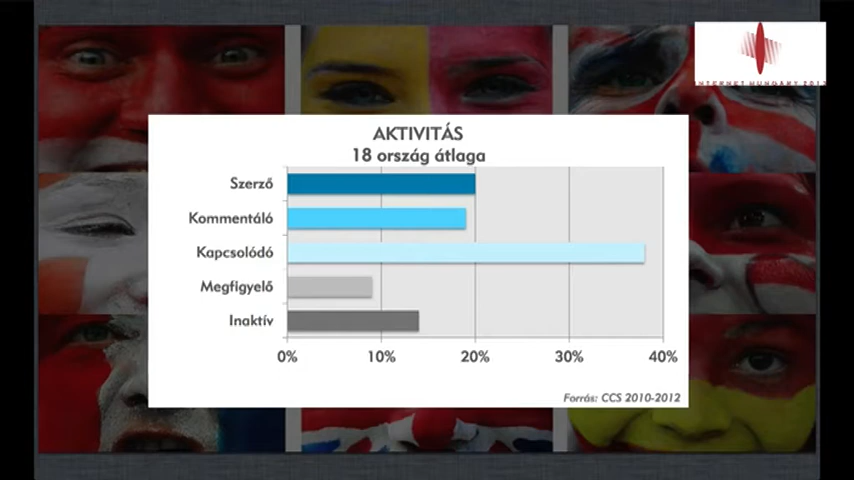 INTERNET HUNGARY 2012
AKTIVITÁS
18 ország átlaga
Szerző
Kommentáló
Kapcsolódó
Megfigyelő
Inaktív
0% 10% 20% 30% 40%
Forrás: CCS 2010-2012